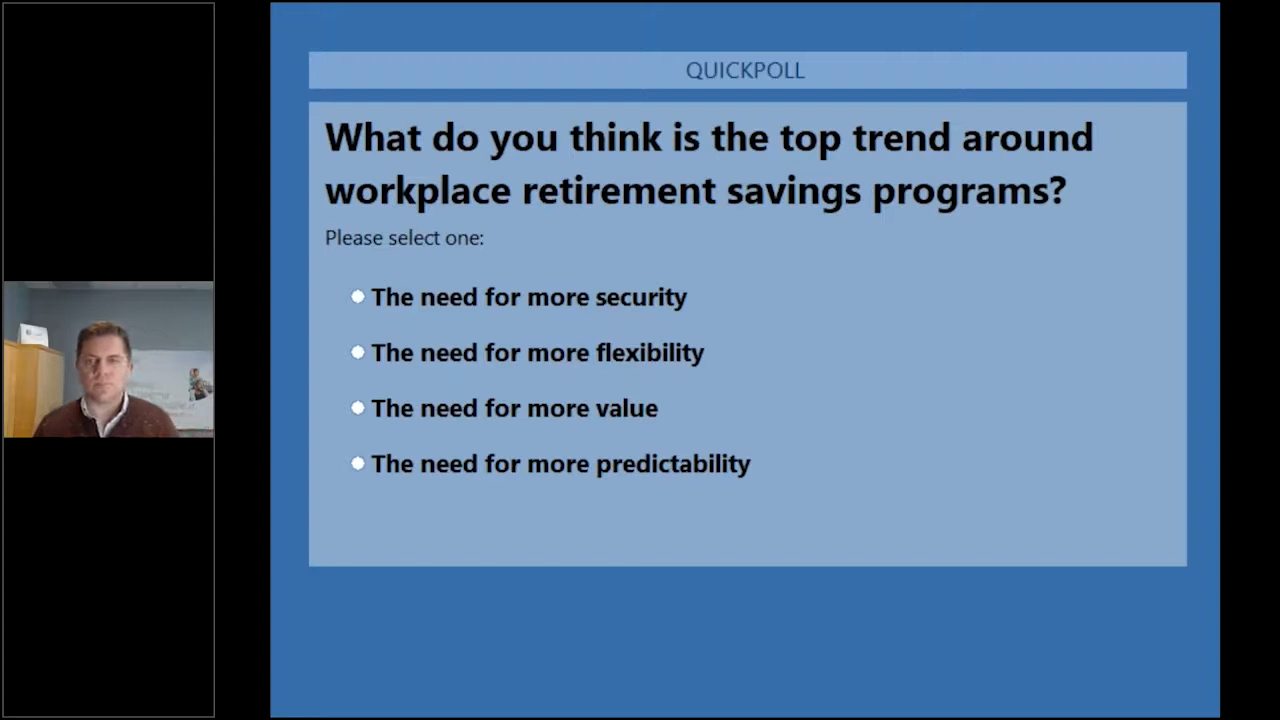 QUICKPOLL
What do you think is the top trend around
workplace retirement savings programs?
Please select one:
The need for more security
The need for more flexibility
The need for more value
The need for more predictability